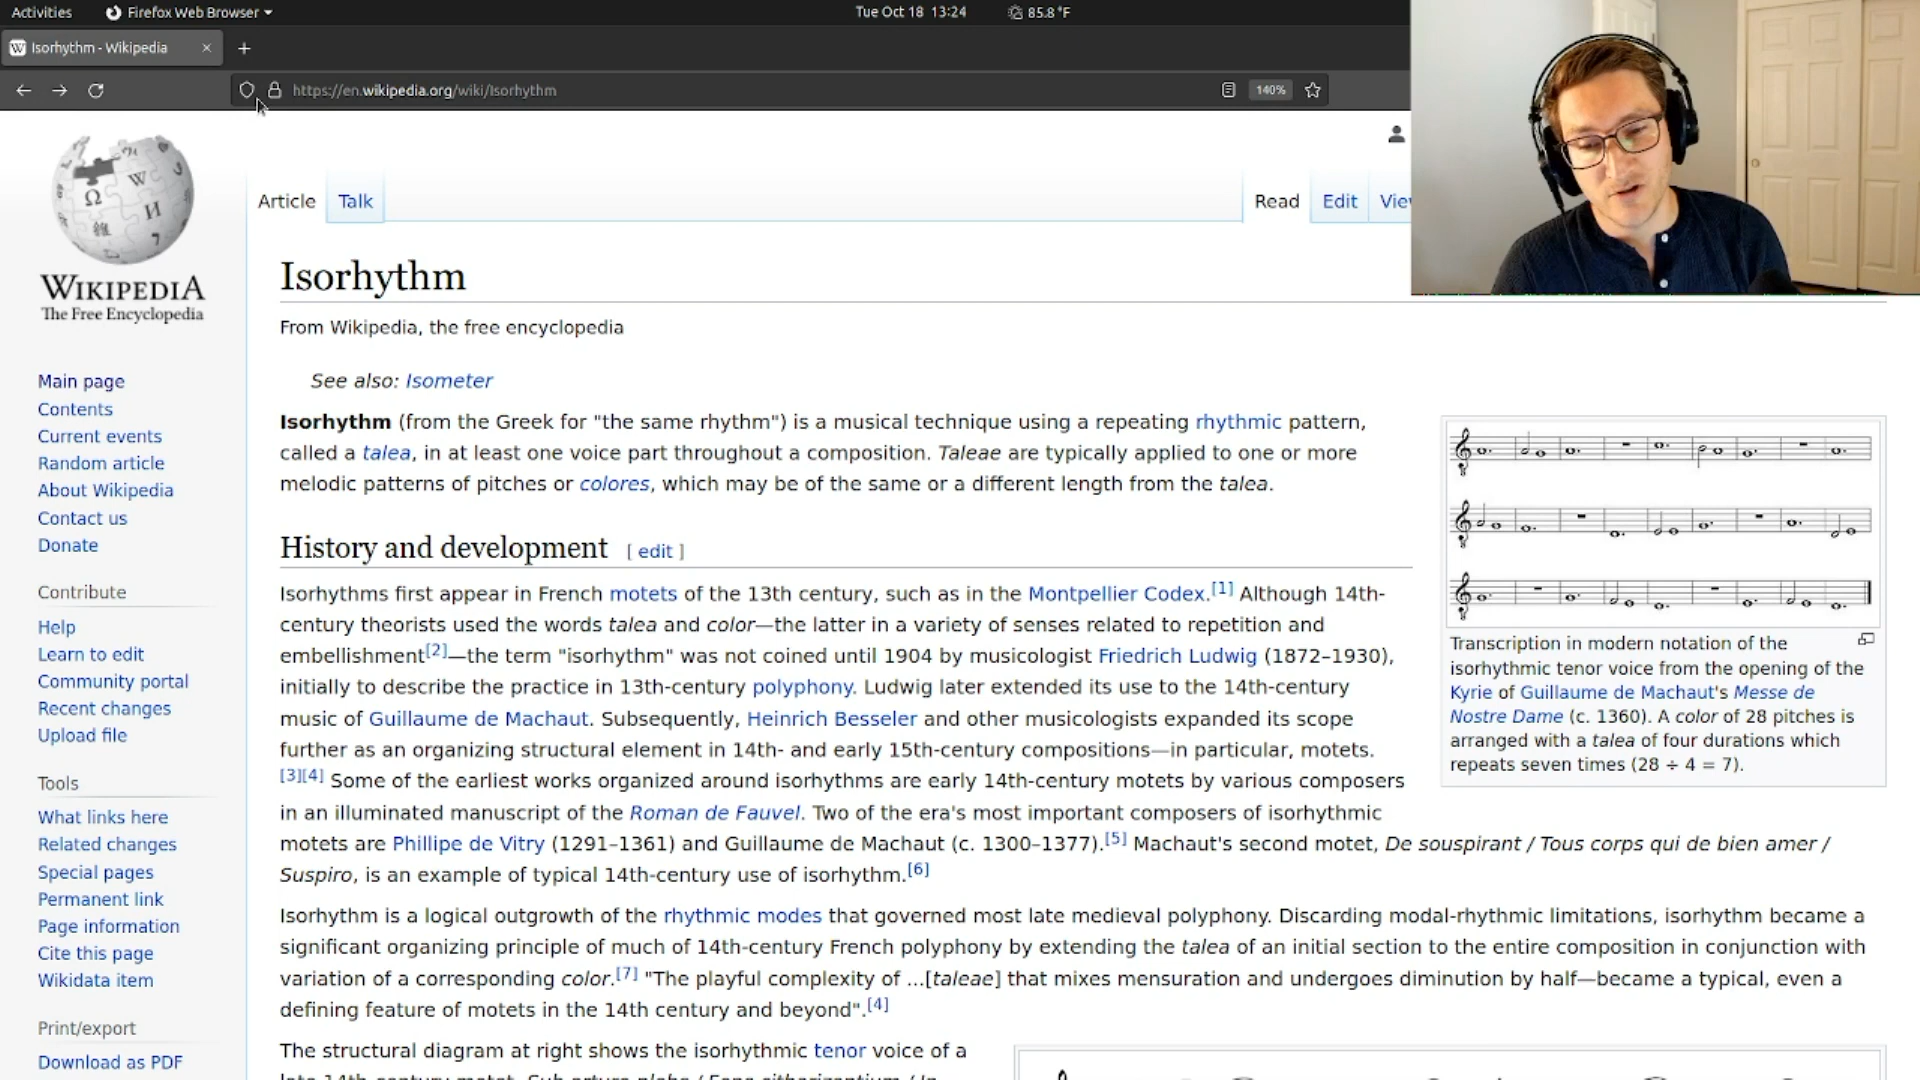 Activities
Firefox Web Browser
Tue Oct 18 13:24
85.8 °F
Isorhythm - Wikipedia
https://en.wikipedia.org/wiki/Isorhythm
140%
WIKIPEDIA
The Free Encyclopedia
Article
Talk
Read
Edit
Isorhythm
From Wikipedia, the free encyclopedia
See also: Isometer
Isorhythm (from the Greek for "the same rhythm") is a musical technique using a repeating rhythmic pattern,
called a talea, in at least one voice part throughout a composition. Taleae are typically applied to one or more
melodic patterns of pitches or colores, which may be of the same or a different length from the talea.
History and development [ edit ]
Isorhythms first appear in French motets of the 13th century, such as in the Montpellier Codex.[1] Although 14th-
century theorists used the words talea and color—the latter in a variety of senses related to repetition and
embellishment[2]—the term "isorhythm" was not coined until 1904 by musicologist Friedrich Ludwig (1872–1930),
initially to describe the practice in 13th-century polyphony. Ludwig later extended its use to the 14th-century
music of Guillaume de Machaut. Subsequently, Heinrich Besseler and other musicologists expanded its scope
further as an organizing structural element in 14th- and early 15th-century compositions—in particular, motets.
[3][4] Some of the earliest works organized around isorhythms are early 14th-century motets by various composers
in an illuminated manuscript of the Roman de Fauvel. Two of the era's most important composers of isorhythmic
motets are Phillipe de Vitry (1291–1361) and Guillaume de Machaut (c. 1300–1377).[5] Machaut's second motet, De souspirant / Tous corps qui de bien amer /
Suspiro, is an example of typical 14th-century use of isorhythm.[6]
Isorhythm is a logical outgrowth of the rhythmic modes that governed most late medieval polyphony. Discarding modal-rhythmic limitations, isorhythm became a
significant organizing principle of much of 14th-century French polyphony by extending the talea of an initial section to the entire composition in conjunction with
variation of a corresponding color.[7] "The playful complexity of ...[taleae] that mixes mensuration and undergoes diminution by half—became a typical, even a
defining feature of motets in the 14th century and beyond".[4]
The structural diagram at right shows the isorhythmic tenor voice of a
Transcription in modern notation of the
isorhythmic tenor voice from the opening of the
Kyrie of Guillaume de Machaut's Messe de
Nostre Dame (c. 1360). A color of 28 pitches is
arranged with a talea of four durations which
repeats seven times (28 ÷ 4 = 7).
Main page
Contents
Current events
Random article
About Wikipedia
Contact us
Donate
Contribute
Help
Learn to edit
Community portal
Recent changes
Upload file
Tools
What links here
Related changes
Special pages
Permanent link
Page information
Cite this page
Wikidata item
Print/export
Download as PDF